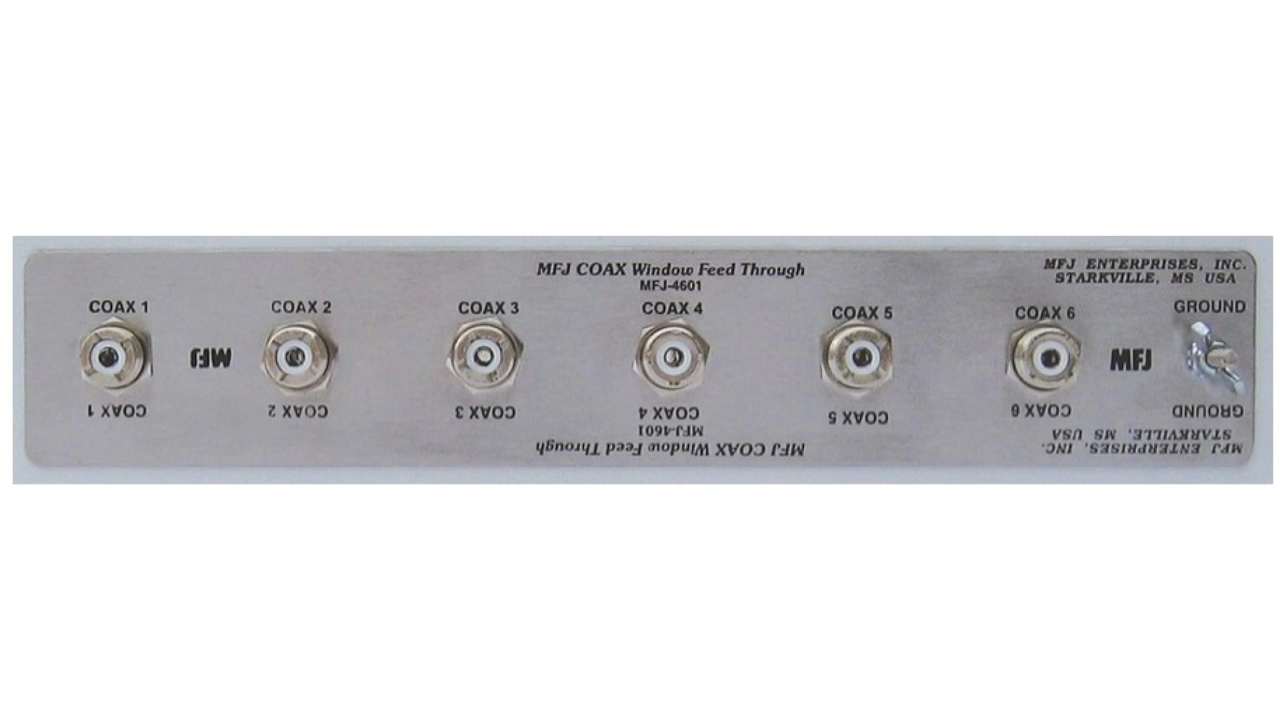 MFJ COAX Window Feed Through
MFJ-4601
MFJ ENTERPRISES, INC.
STARKVILLE, MS USA
COAX 1
COAX 2
COAX 3
COAX 4
COAX 5
COAX 6
GROUND
MFJ
MFJ
COAX 1
COAX 2
COAX 3
COAX 4
COAX 5
COAX 6
GROUND
MFJ-4601
MFJ COAX Window Feed Through
STARKVILLE, MS USA
MFJ ENTERPRISES, INC.